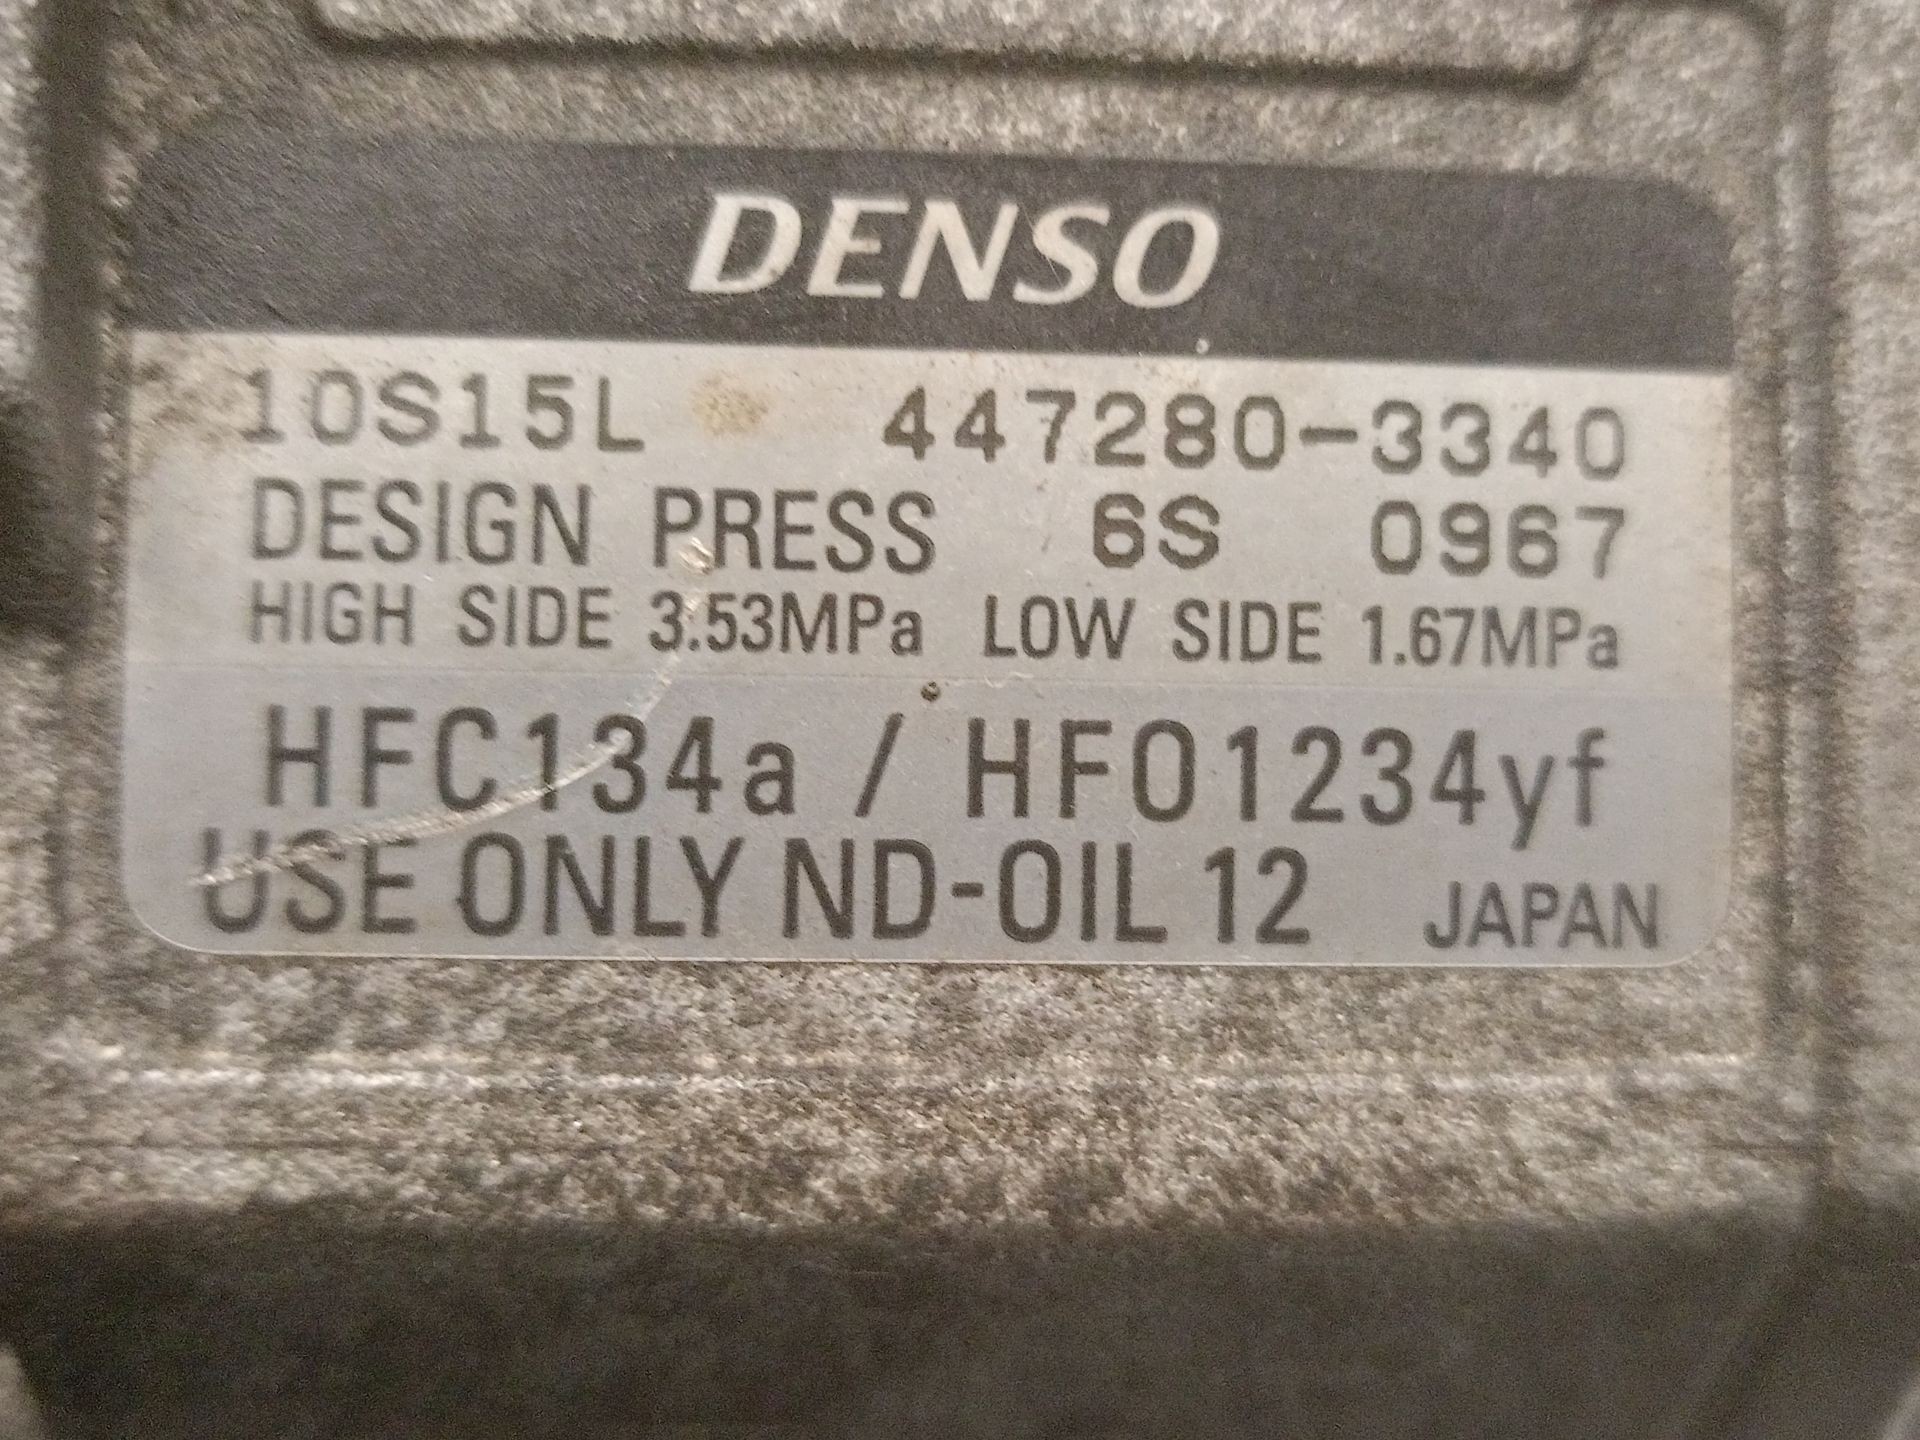 DENSO
10S15L 447280-3340
DESIGN PRESS 6S 0967
HIGH SIDE 3.53MPa LOW SIDE 1.67MPa
HFC134a / HFO1234yf
USE ONLY ND-OIL 12 JAPAN